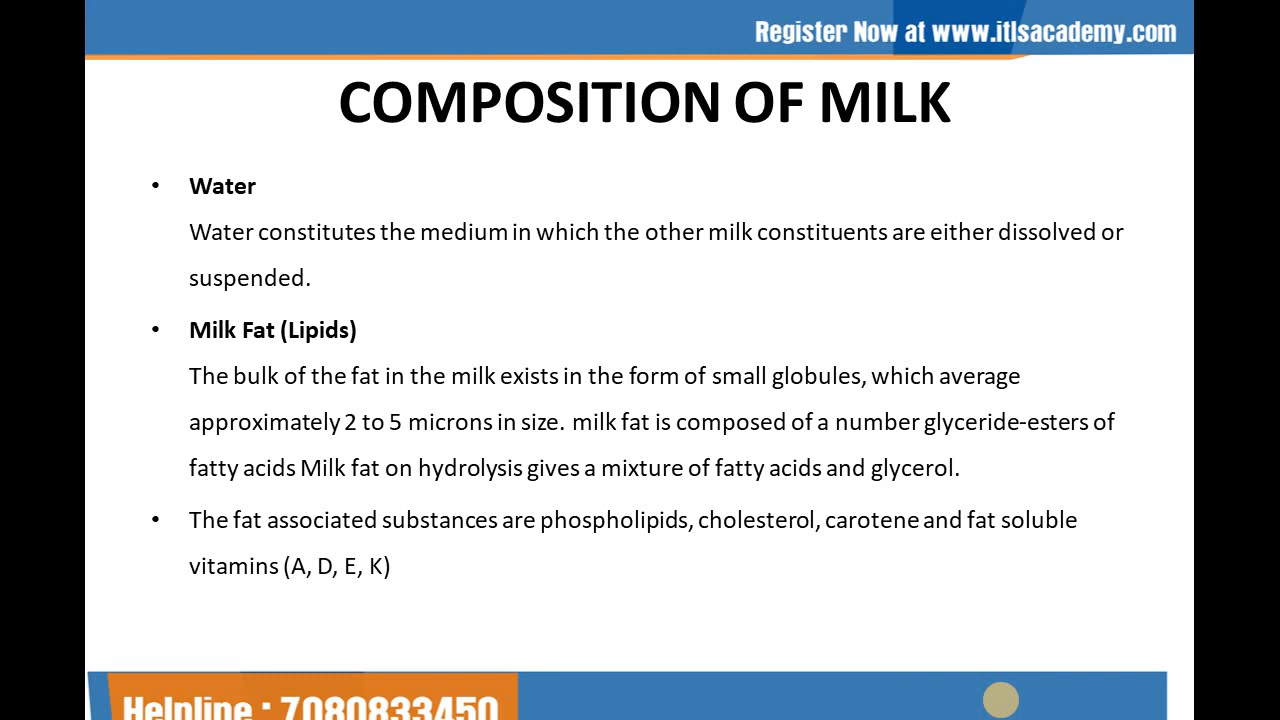 Register Now at www.itlsacademy.com
COMPOSITION OF MILK
• Water
Water constitutes the medium in which the other milk constituents are either dissolved or
suspended.
• Milk Fat (Lipids)
The bulk of the fat in the milk exists in the form of small globules, which average
approximately 2 to 5 microns in size. milk fat is composed of a number glyceride-esters of
fatty acids Milk fat on hydrolysis gives a mixture of fatty acids and glycerol.
• The fat associated substances are phospholipids, cholesterol, carotene and fat soluble
vitamins (A, D, E, K)
Helpline : 7080833450